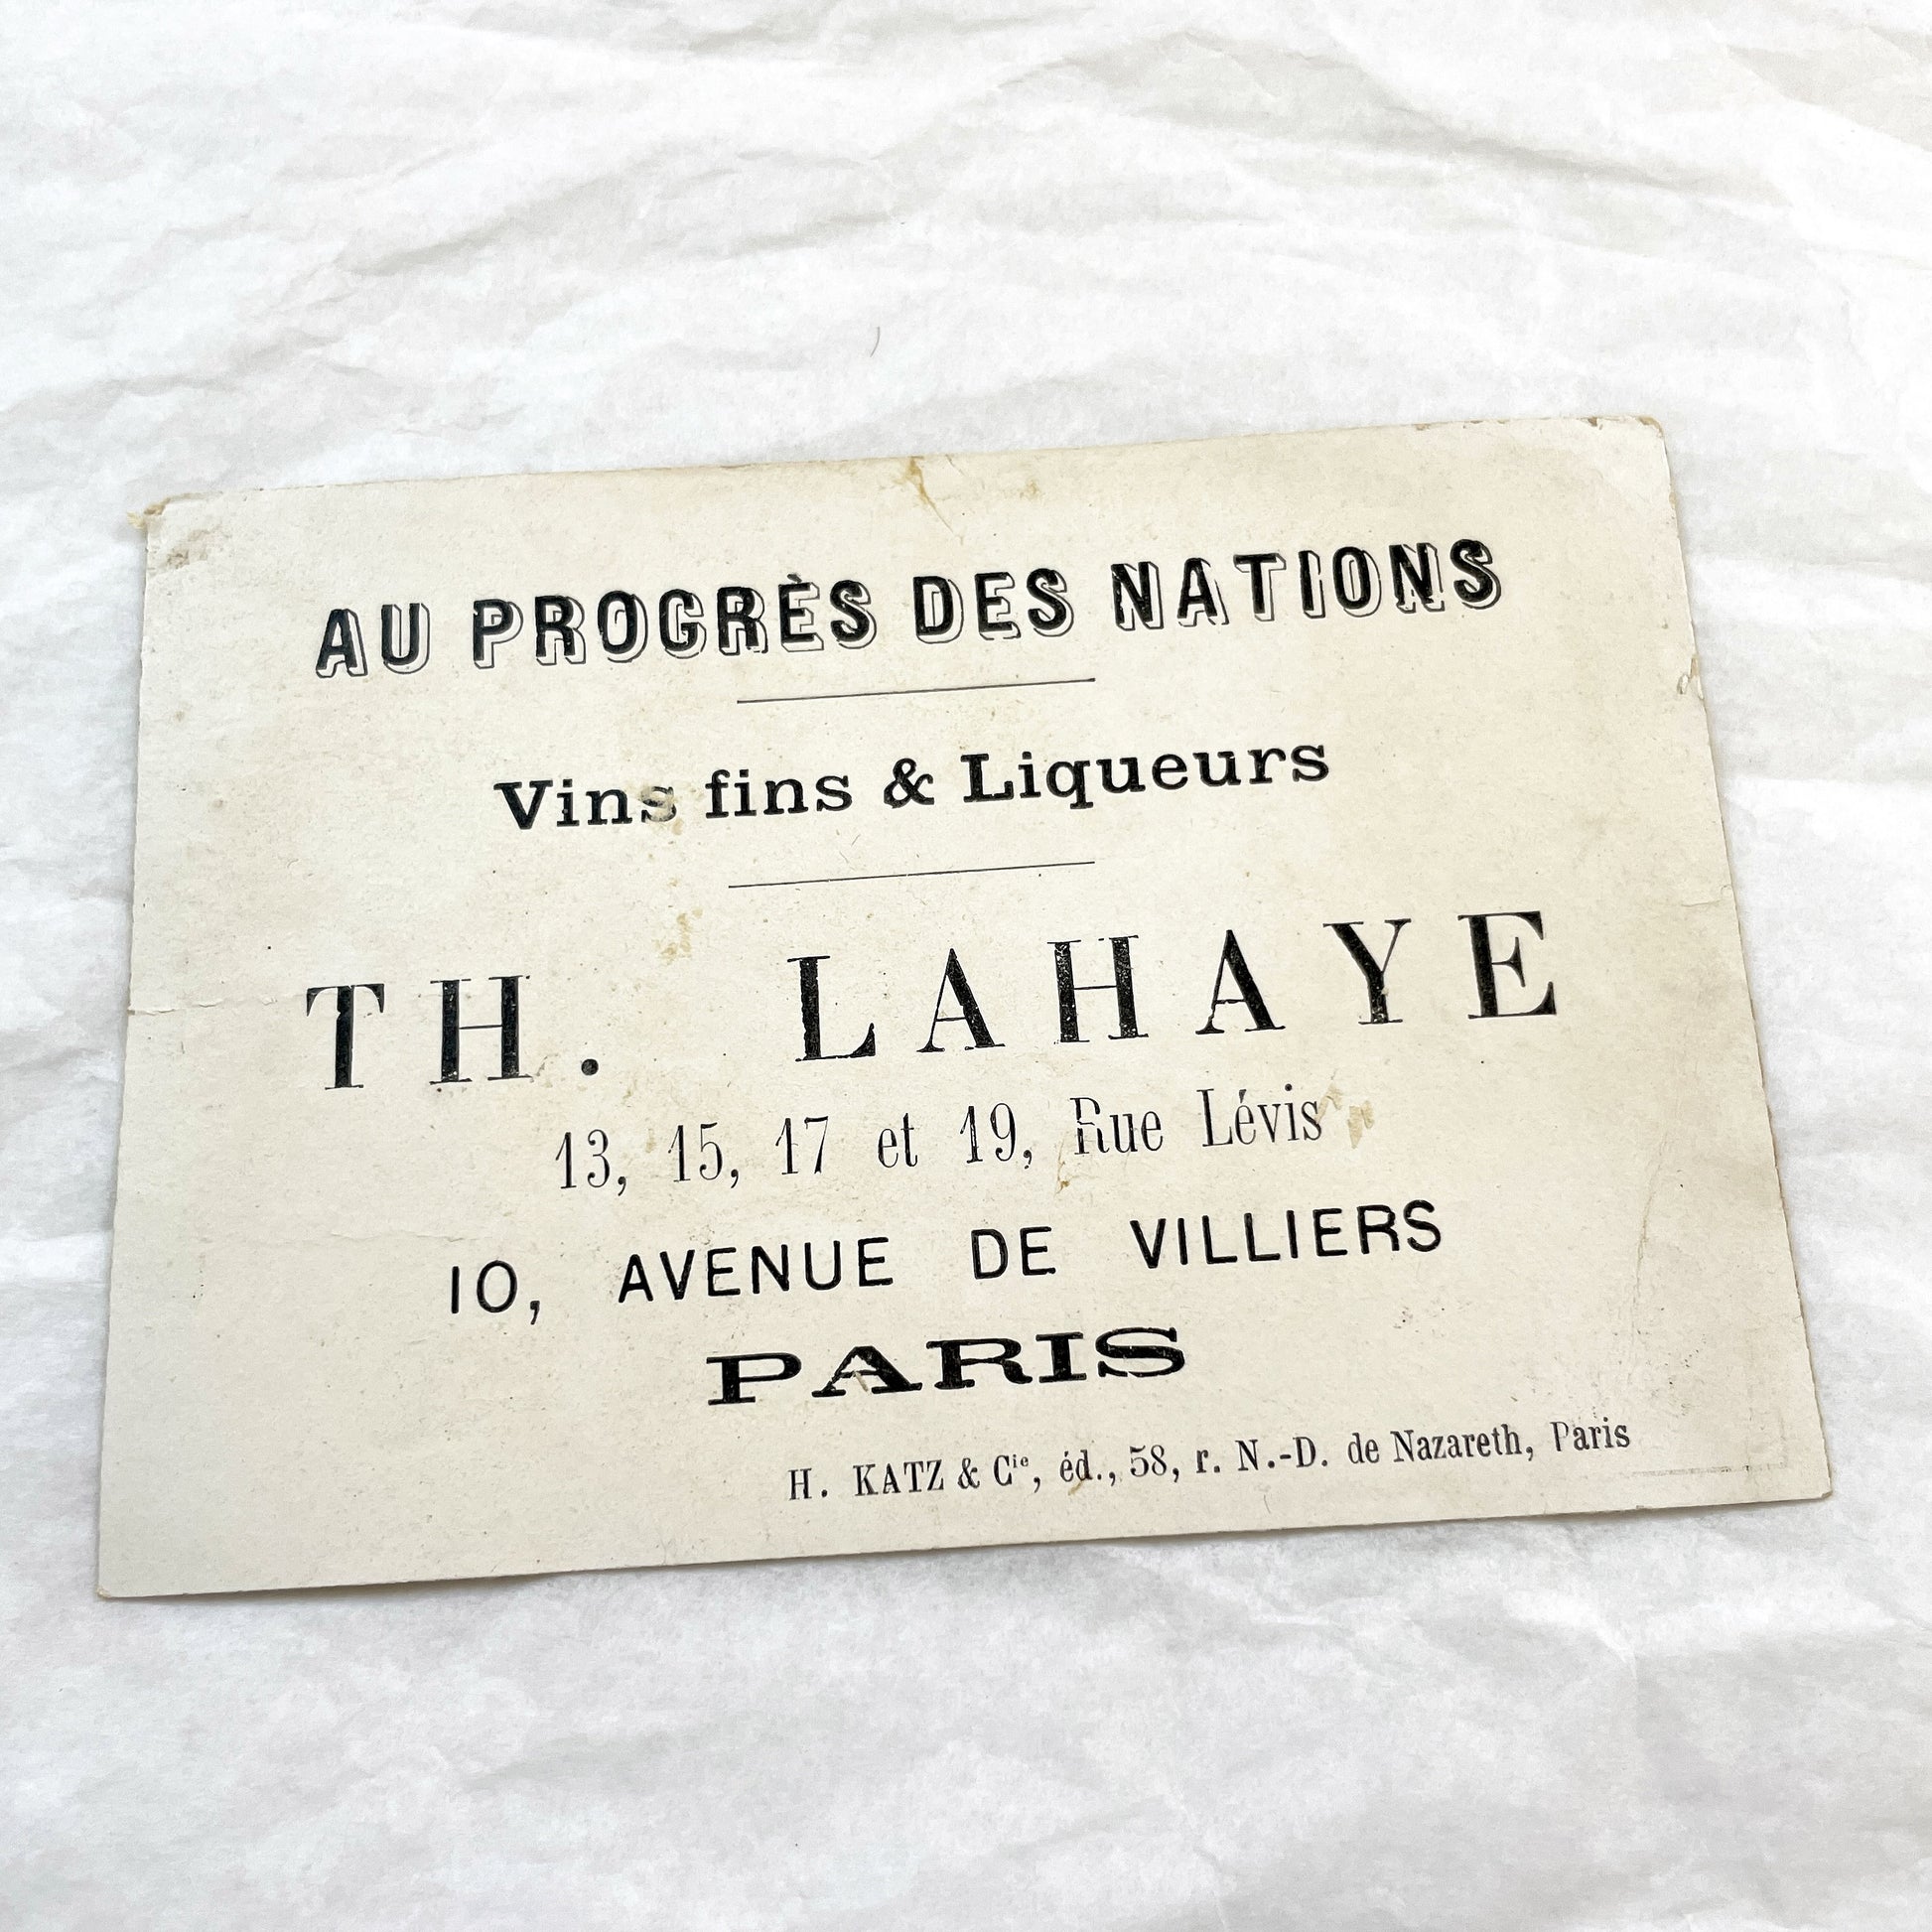 AU PROGRÈS DES NATIONS
Vins fins & Liqueurs
TH. LAHAYE
13, 15, 17 et 19, Rue Lévis
10, AVENUE DE VILLIERS
PARIS
H. KATZ & Cie, éd., 58, r. N.-D. de Nazareth, Paris